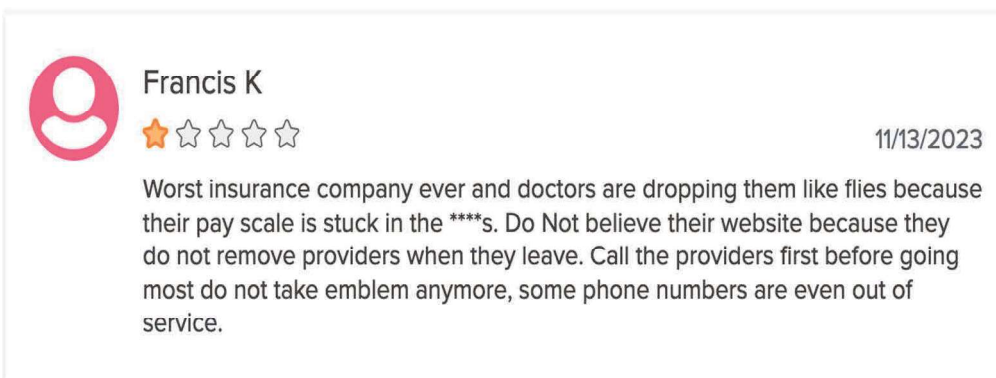 Francis K
11/13/2023
Worst insurance company ever and doctors are dropping them like flies because
their pay scale is stuck in the ****s. Do Not believe their website because they
do not remove providers when they leave. Call the providers first before going
most do not take emblem anymore, some phone numbers are even out of
service.